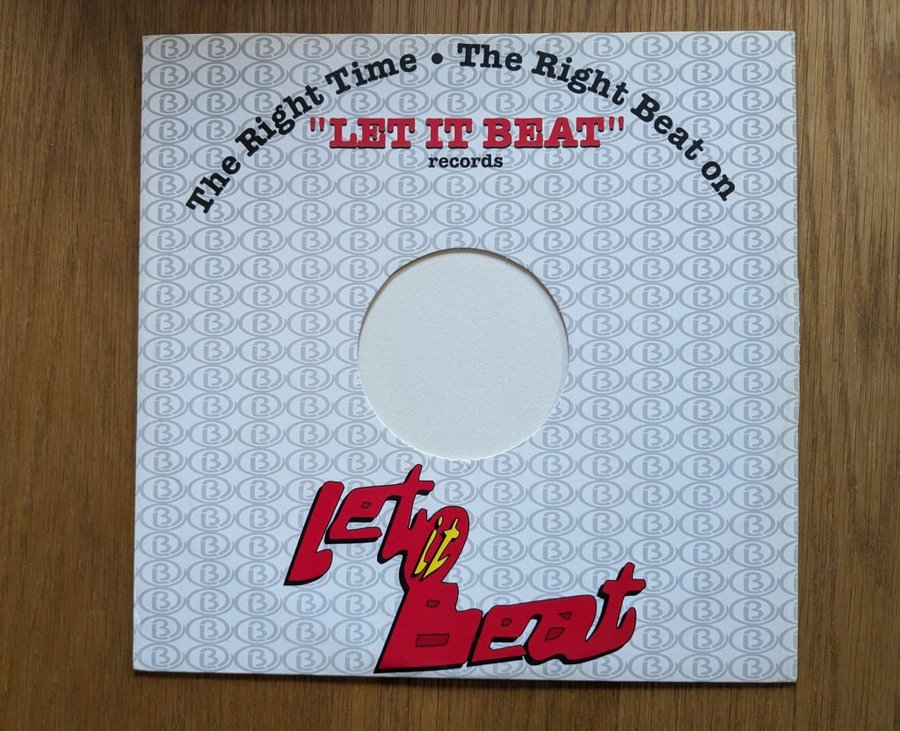 The Right Time • The Right Beat on
"LET IT BEAT"
records
Let it
Beat